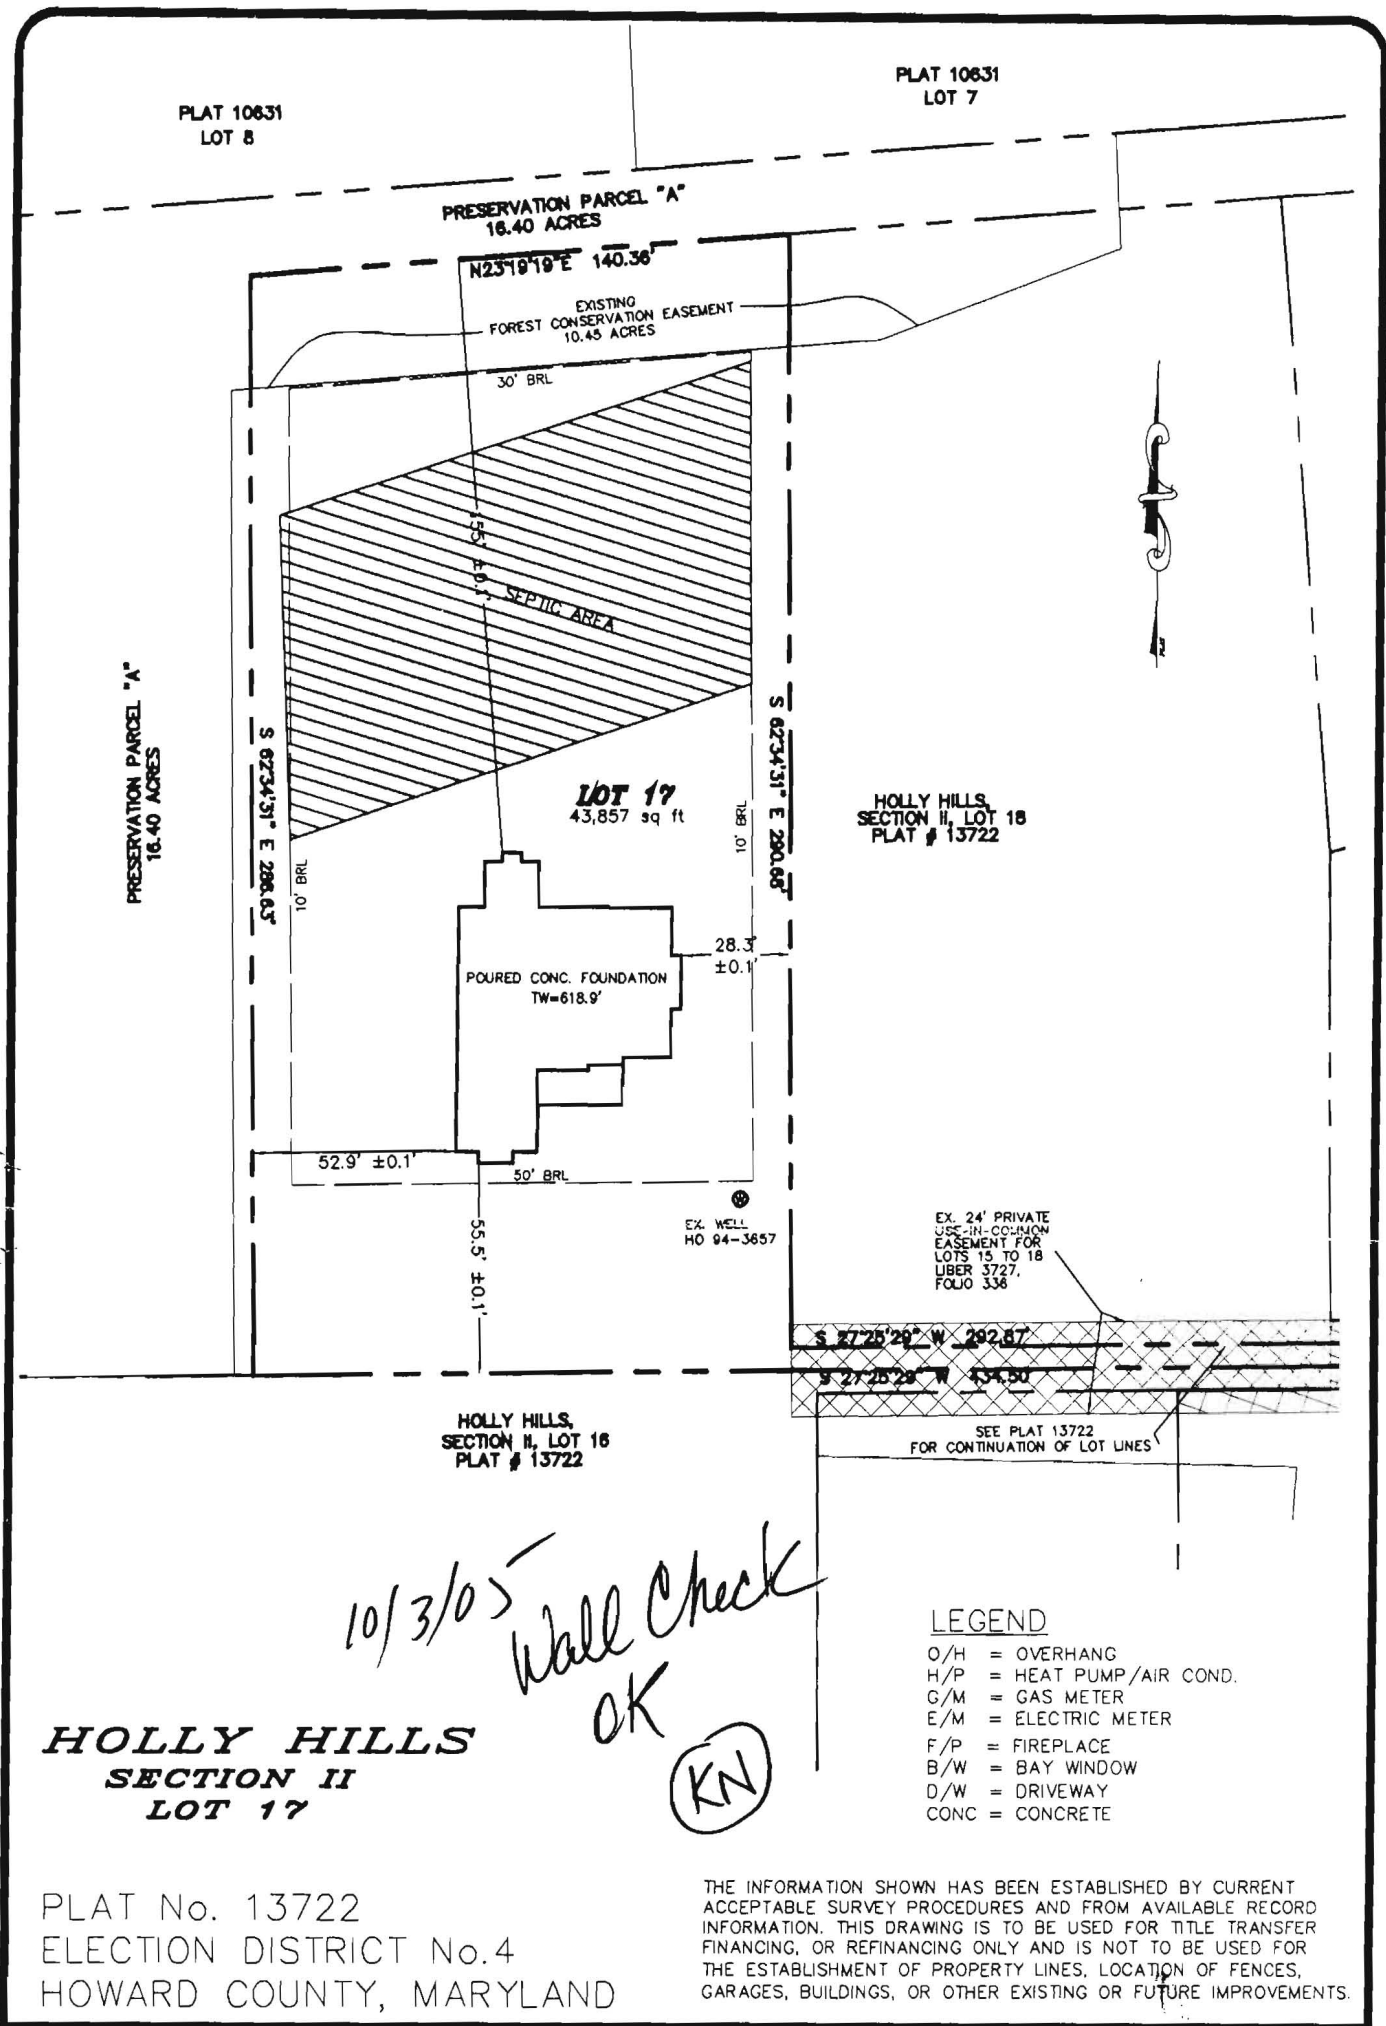 PLAT 10631
LOT 8
PLAT 10631
LOT 7
PRESERVATION PARCEL "A"
16.40 ACRES
N23°19'19"E 140.36'
EXISTING
FOREST CONSERVATION EASEMENT
10.45 ACRES
30' BRL
155' ±0.1'
SEPTIC AREA
PRESERVATION PARCEL "A"
16.40 ACRES
S 62°34'31" E 286.63'
10' BRL
LOT 17
43,857 sq ft
10' BRL
S 62°34'31" E 290.68'
HOLLY HILLS,
SECTION II, LOT 18
PLAT # 13722
28.3'
±0.1'
POURED CONC. FOUNDATION
TW=618.9'
52.9' ±0.1'
50' BRL
55.5' ±0.1'
EX. WELL
HO 94-3657
EX. 24' PRIVATE
USE-IN-COMMON
EASEMENT FOR
LOTS 15 TO 18
LIBER 3727,
FOLIO 336
S 27°25'29" W 292.87'
S 27°25'29" W 434.50'
SEE PLAT 13722
FOR CONTINUATION OF LOT LINES
HOLLY HILLS,
SECTION II, LOT 16
PLAT # 13722
10/3/05
Wall Check
OK
KN
LEGEND
O/H = OVERHANG
H/P = HEAT PUMP/AIR COND.
G/M = GAS METER
E/M = ELECTRIC METER
F/P = FIREPLACE
B/W = BAY WINDOW
D/W = DRIVEWAY
CONC = CONCRETE
HOLLY HILLS
SECTION II
LOT 17
PLAT No. 13722
ELECTION DISTRICT No.4
HOWARD COUNTY, MARYLAND
THE INFORMATION SHOWN HAS BEEN ESTABLISHED BY CURRENT
ACCEPTABLE SURVEY PROCEDURES AND FROM AVAILABLE RECORD
INFORMATION. THIS DRAWING IS TO BE USED FOR TITLE TRANSFER
FINANCING, OR REFINANCING ONLY AND IS NOT TO BE USED FOR
THE ESTABLISHMENT OF PROPERTY LINES, LOCATION OF FENCES,
GARAGES, BUILDINGS, OR OTHER EXISTING OR FUTURE IMPROVEMENTS.